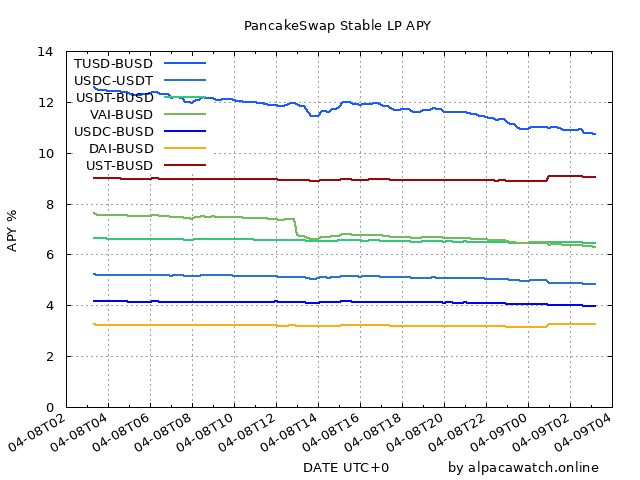 PancakeSwap Stable LP APY
14
12
10
8
6
4
2
0
APY %
TUSD-BUSD
USDC-USDT
USDT-BUSD
VAI-BUSD
USDC-BUSD
DAI-BUSD
UST-BUSD
04-08T02
04-08T04
04-08T06
04-08T08
04-08T10
04-08T12
04-08T14
04-08T16
04-08T18
04-08T20
04-08T22
04-09T00
04-09T02
04-09T04
DATE UTC+0
by alpacawatch.online